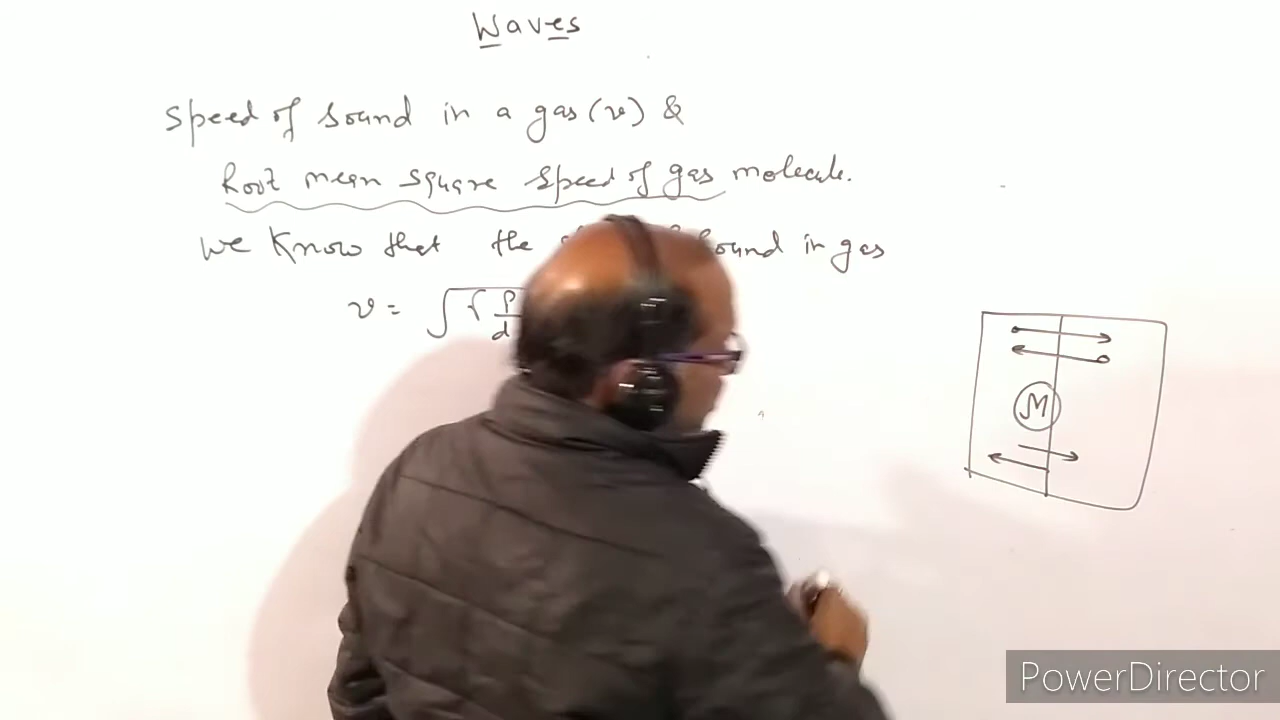 Waves
Speed of sound in a gas (v) &
Root mean square speed of gas molecule.
We know that the sound in gas
v = √ γ P
d
M
PowerDirector